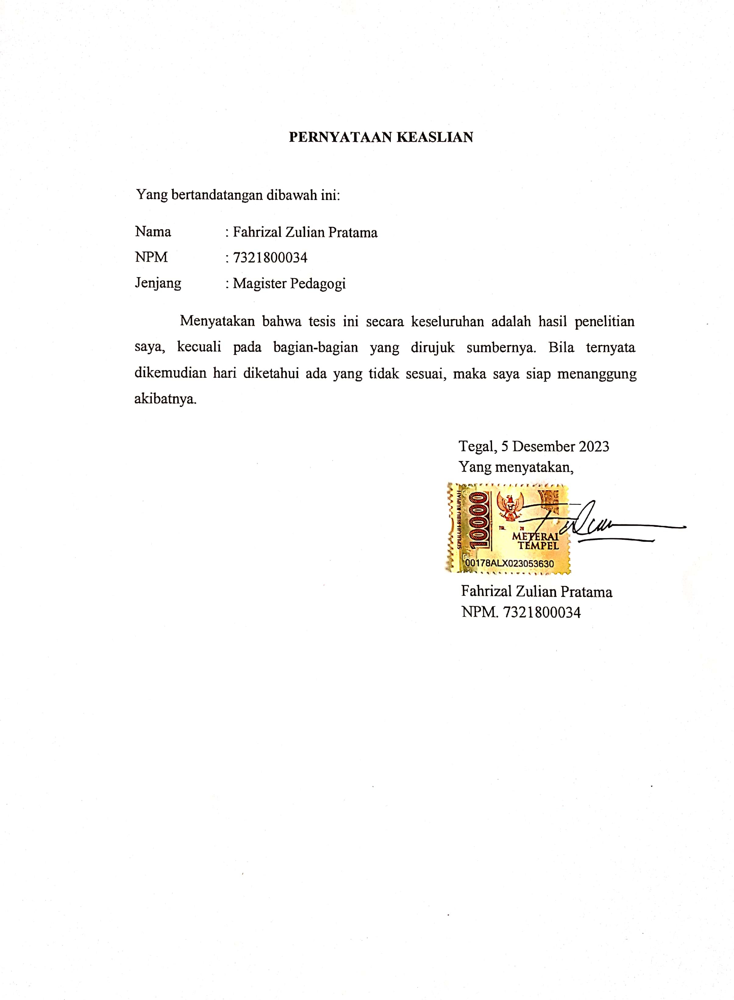 PERNYATAAN KEASLIAN
Yang bertandatangan dibawah ini:
Nama : Fahrizal Zulian Pratama
NPM : 7321800034
Jenjang : Magister Pedagogi
Menyatakan bahwa tesis ini secara keseluruhan adalah hasil penelitian
saya, kecuali pada bagian-bagian yang dirujuk sumbernya. Bila ternyata
dikemudian hari diketahui ada yang tidak sesuai, maka saya siap menanggung
akibatnya.
Tegal, 5 Desember 2023
Yang menyatakan,
SEPULUH RIBU RUPIAH
10000
TGL. 20
METERAI
TEMPEL
00178ALX023053630
Fahrizal Zulian Pratama
NPM. 7321800034